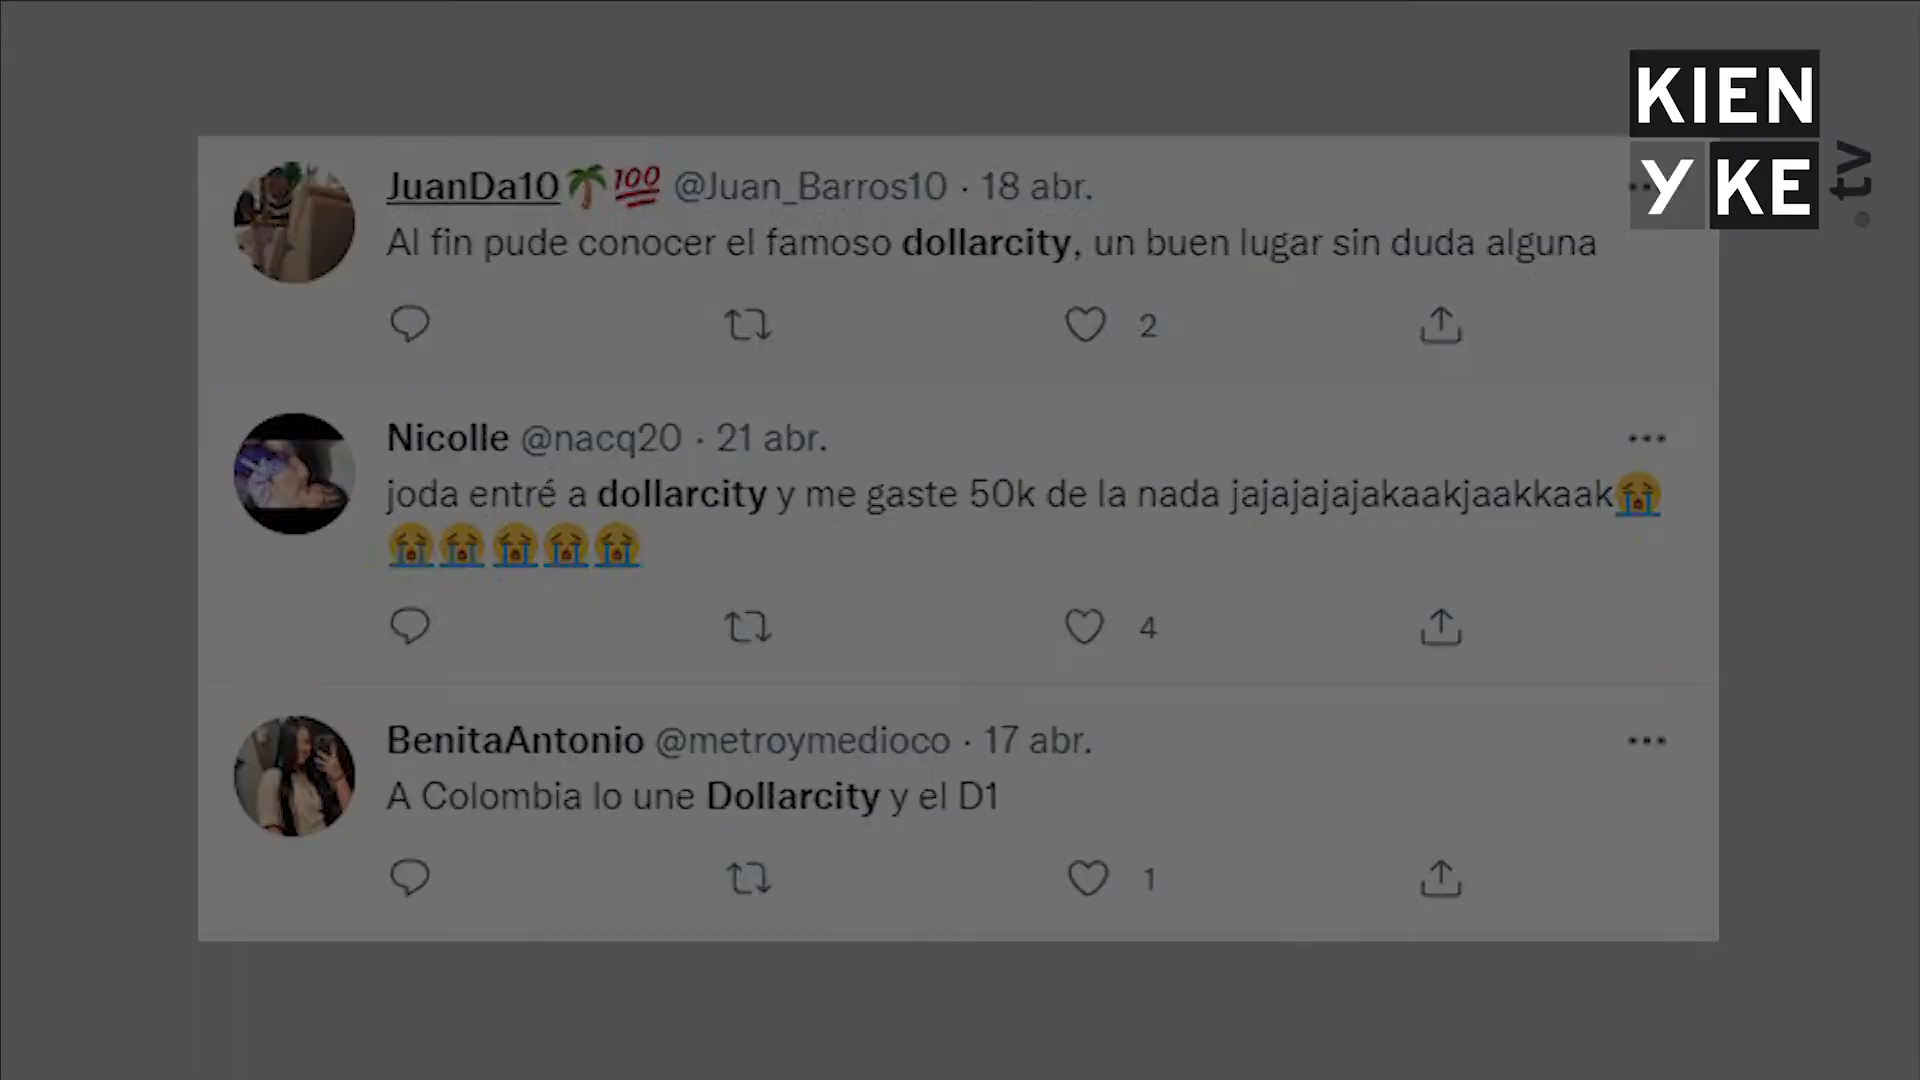 KIEN
Y KE
.tv
JuanDa10🌴💯 @Juan_Barros10 · 18 abr.
Al fin pude conocer el famoso dollarcity, un buen lugar sin duda alguna
2
Nicolle @nacq20 · 21 abr.
joda entré a dollarcity y me gaste 50k de la nada jajajajajakaakjaakkaak😭
😭😭😭😭😭
4
BenitaAntonio @metroymedioco · 17 abr.
A Colombia lo une Dollarcity y el D1
1